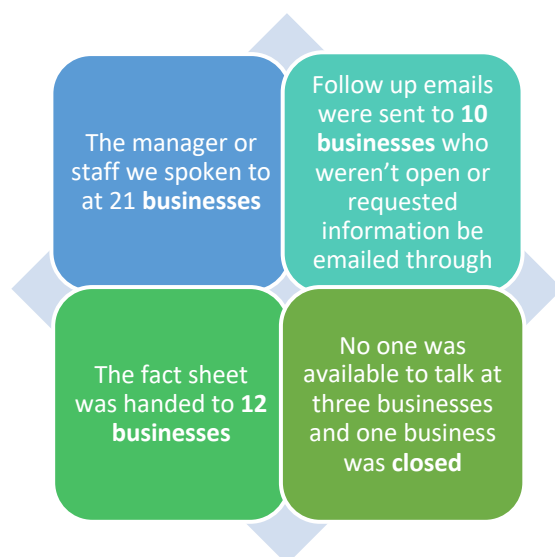 The manager or
staff we spoken to
at 21 businesses
Follow up emails
were sent to 10
businesses who
weren’t open or
requested
information be
emailed through
The fact sheet
was handed to 12
businesses
No one was
available to talk at
three businesses
and one business
was closed